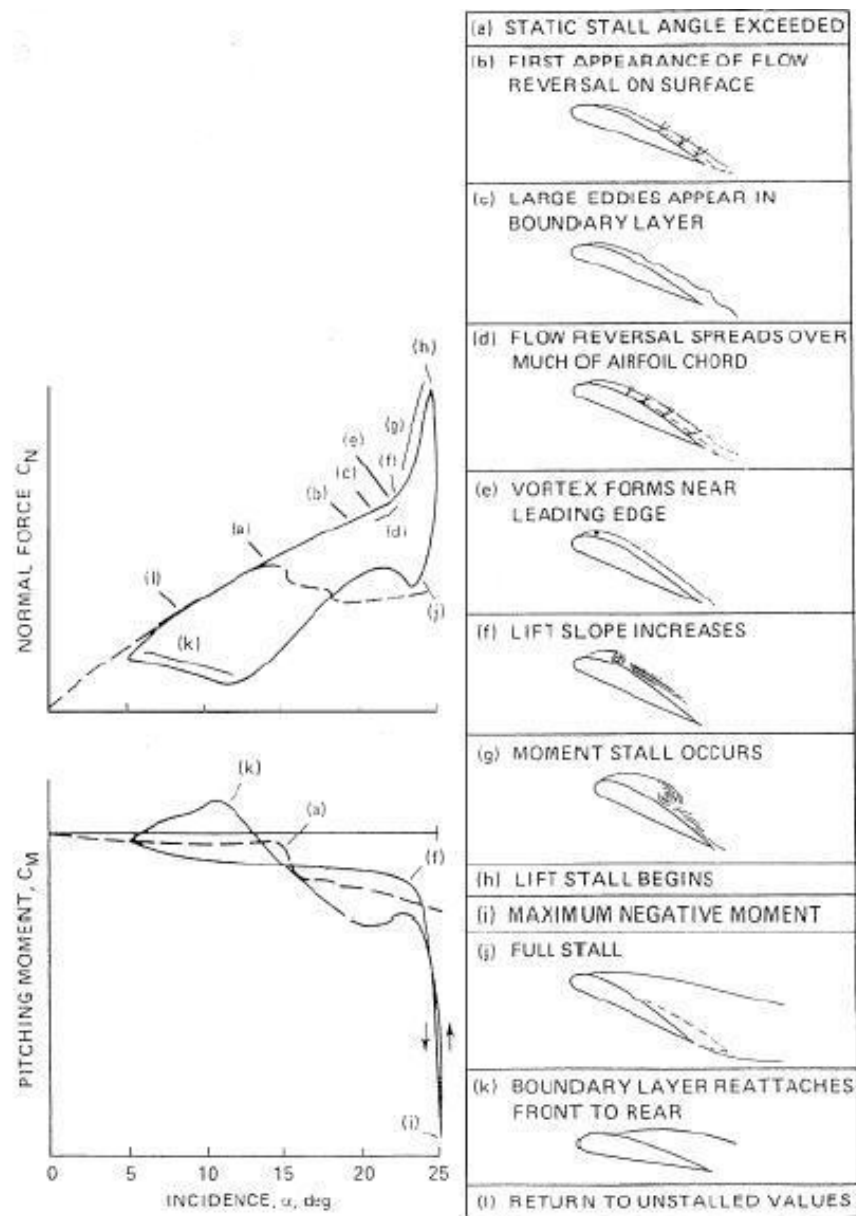 (a) STATIC STALL ANGLE EXCEEDED
(b) FIRST APPEARANCE OF FLOW
REVERSAL ON SURFACE
(c) LARGE EDDIES APPEAR IN
BOUNDARY LAYER
(d) FLOW REVERSAL SPREADS OVER
MUCH OF AIRFOIL CHORD
(e) VORTEX FORMS NEAR
LEADING EDGE
(f) LIFT SLOPE INCREASES
(g) MOMENT STALL OCCURS
(h) LIFT STALL BEGINS
(i) MAXIMUM NEGATIVE MOMENT
(j) FULL STALL
(k) BOUNDARY LAYER REATTACHES
FRONT TO REAR
(l) RETURN TO UNSTALLED VALUES
NORMAL FORCE CN
(h)
(g)
(e)
(f)
(c)
(b)
(d)
(a)
(l)
(j)
(k)
PITCHING MOMENT, CM
(k)
(a)
(f)
(i)
0 5 10 15 20 25
INCIDENCE, α, deg